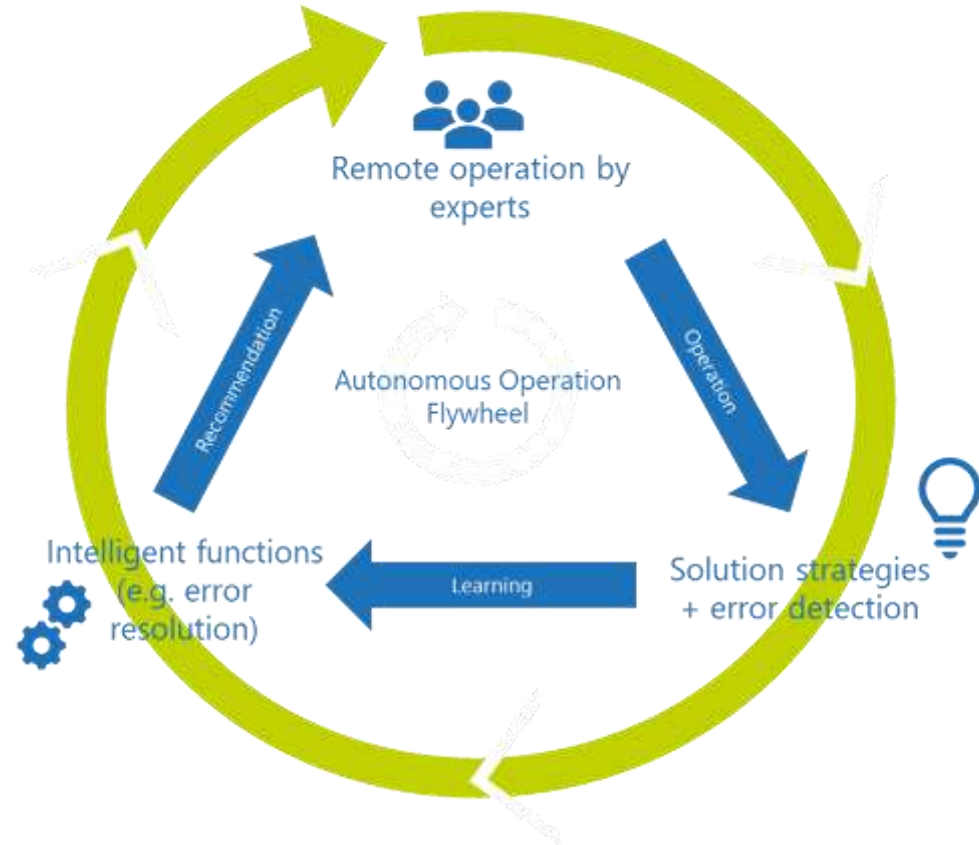 Remote operation by
experts
Recommendation
Operation
Autonomous Operation
Flywheel
Intelligent functions
(e.g. error
resolution)
Learning
Solution strategies
+ error detection